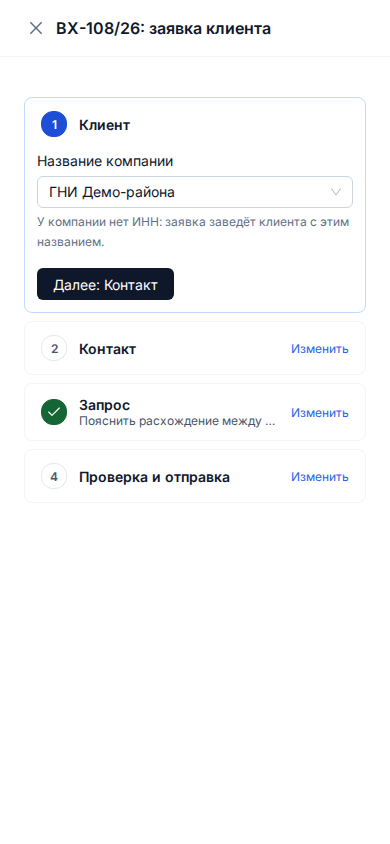 ВХ-108/26: заявка клиента
1
Клиент
Название компании
ГНИ Демо-района
У компании нет ИНН: заявка заведёт клиента с этим
названием.
Далее: Контакт
2
Контакт
Изменить
Запрос
Пояснить расхождение между ...
Изменить
4
Проверка и отправка
Изменить